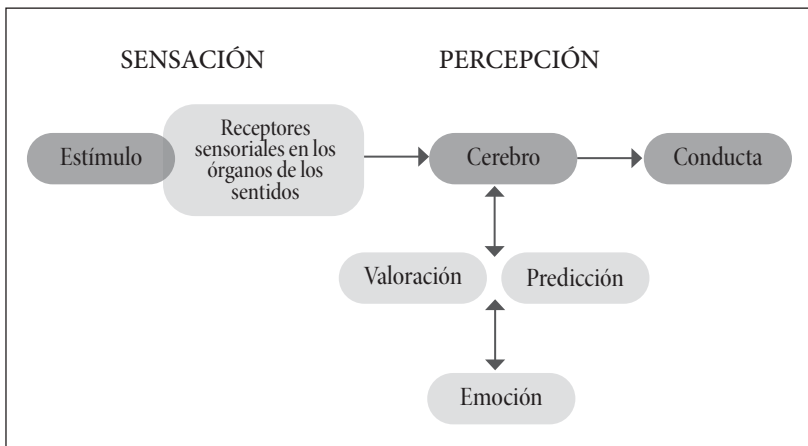 SENSACIÓN
PERCEPCIÓN
Estímulo
Receptores
sensoriales en los
órganos de los
sentidos
Cerebro
Conducta
Valoración
Predicción
Emoción